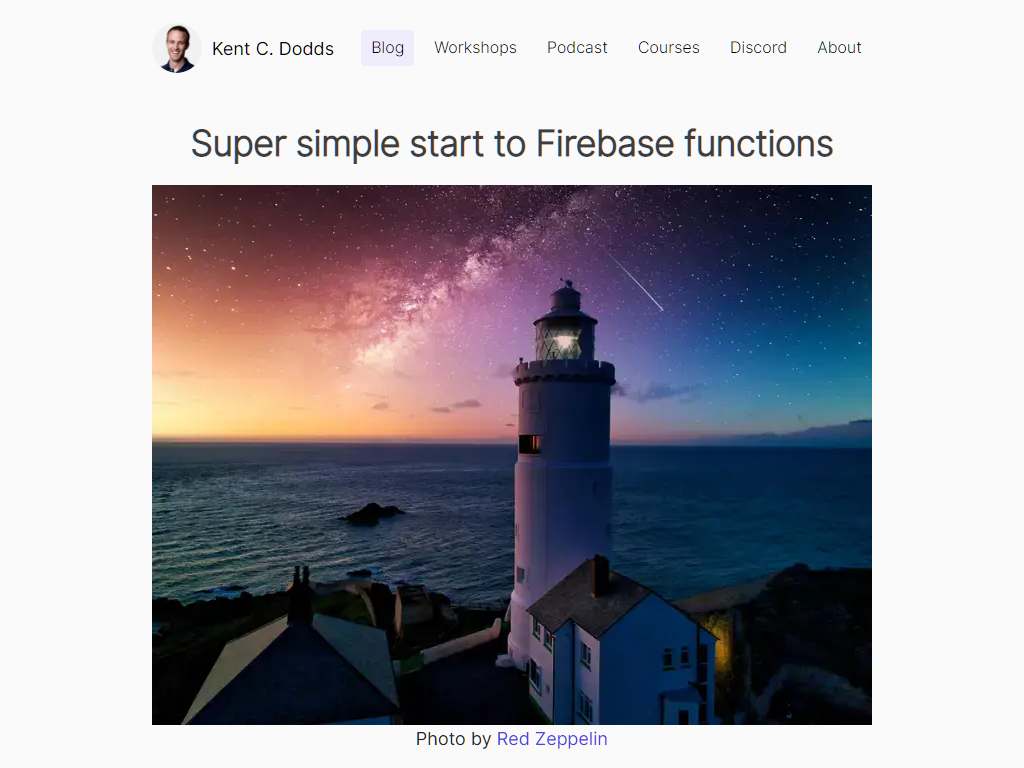 Kent C. Dodds Blog Workshops Podcast Courses Discord About
Super simple start to Firebase functions
Photo by Red Zeppelin